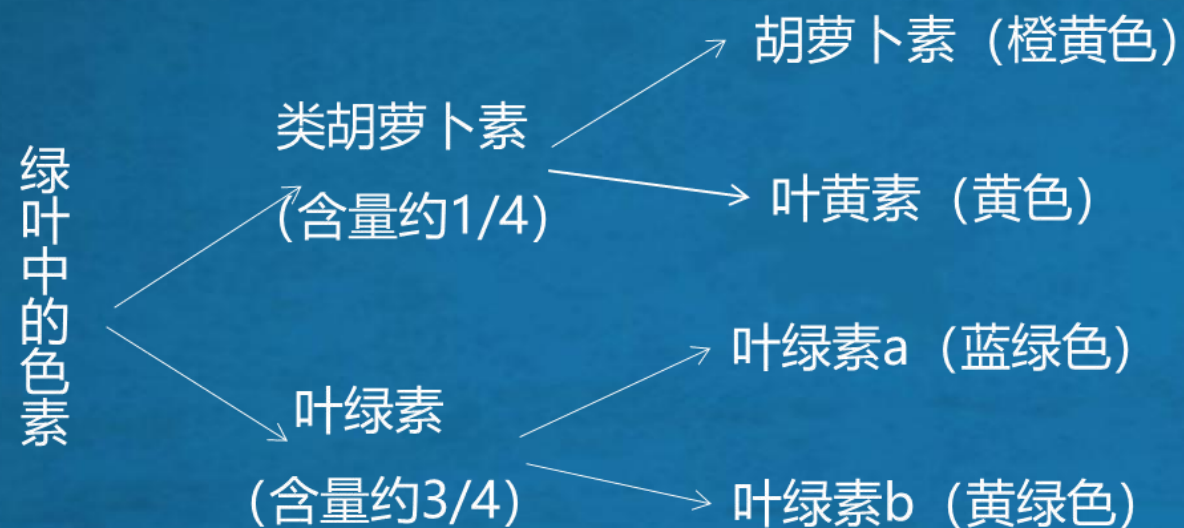 绿叶中的色素
类胡萝卜素
(含量约1/4)
胡萝卜素（橙黄色）
叶黄素（黄色）
叶绿素
(含量约3/4)
叶绿素a（蓝绿色）
叶绿素b（黄绿色）